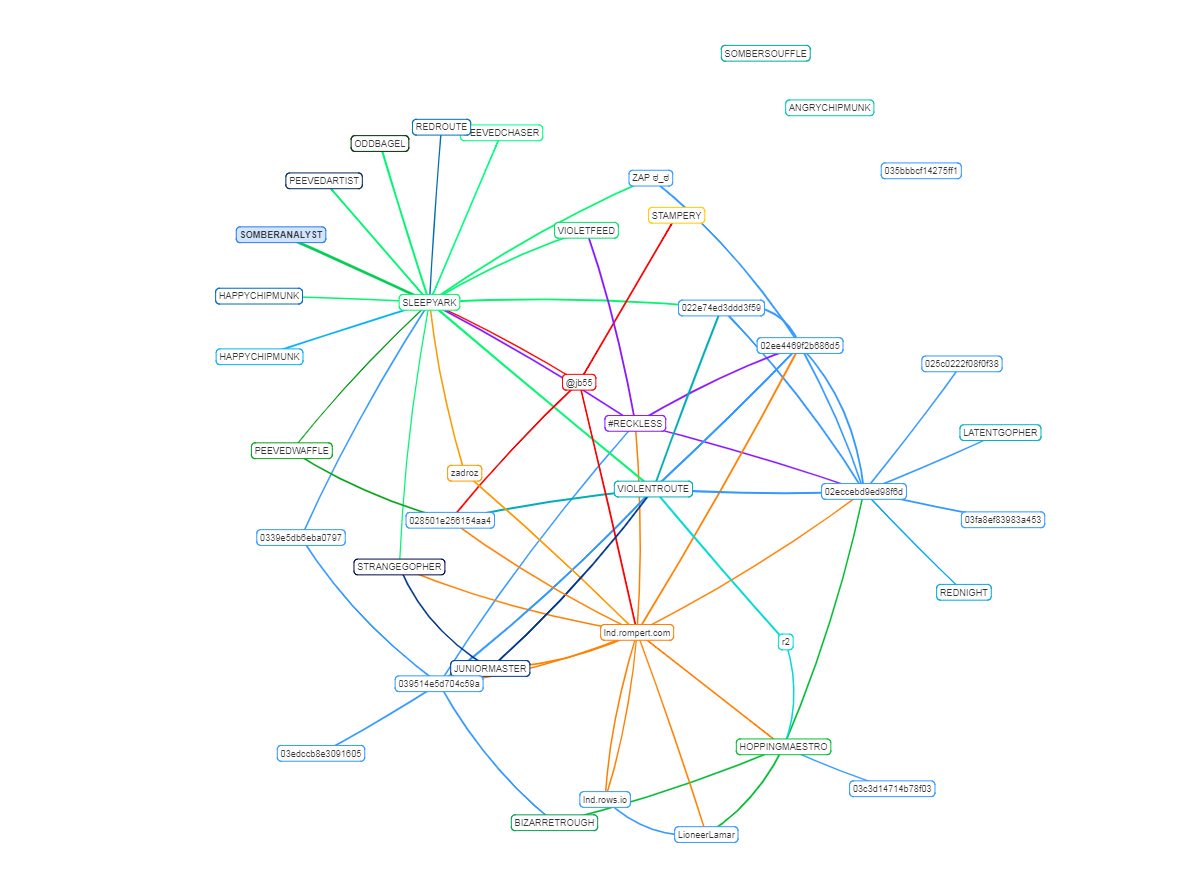 SOMBERSOUFFLE
ANGRYCHIPMUNK
REDROUTE
EEVEDCHASER
ODDBAGEL
035bbbcf14275ff1
ZAP ಠ_ಠ
PEEVEDARTIST
STAMPERY
VIOLETFEED
SOMBERANALYST
HAPPYCHIPMUNK
SLEEPYARK
022e74ed3ddd3f59
02ee4469f2b686d5
HAPPYCHIPMUNK
025c0222f08f0f38
@jb55
#RECKLESS
LATENTGOPHER
PEEVEDWAFFLE
zadroz
VIOLENTROUTE
02eccebd9ed98f6d
028501e256154aa4
03fa8ef83983a453
0339e5db6eba0797
STRANGEGOPHER
REDNIGHT
lnd.rompert.com
r2
JUNIORMASTER
039514e5d704c59a
HOPPINGMAESTRO
03edccb8e3091605
03c3d14714b78f03
lnd.rows.io
BIZARRETROUGH
LioneerLamar